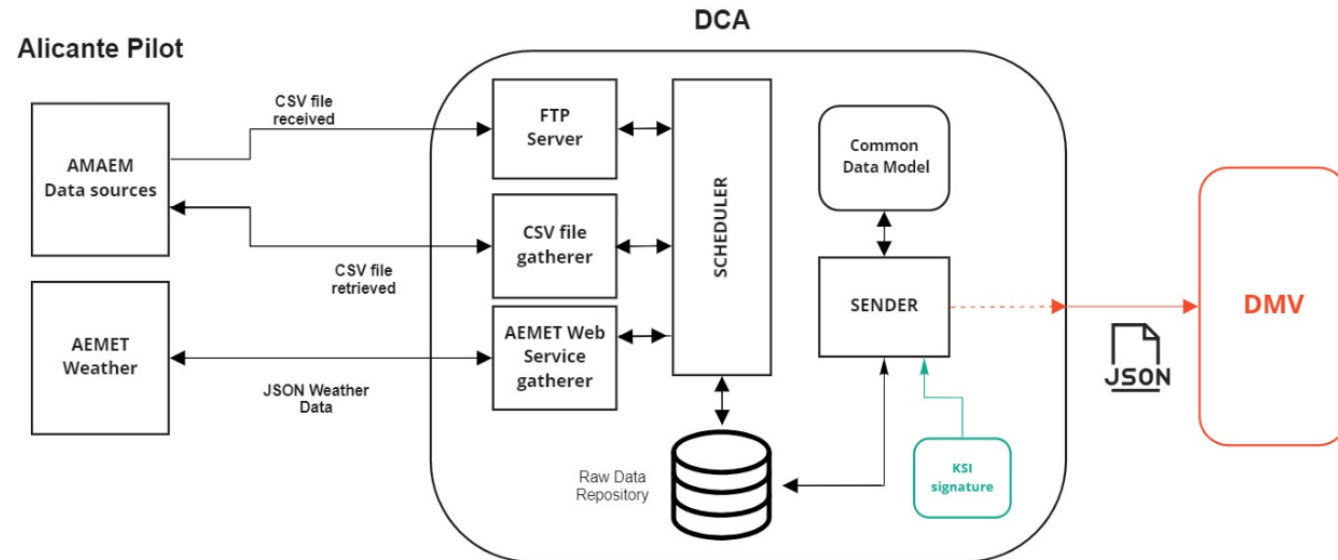 DCA
Alicante Pilot
CSV file
received
AMAEM
Data sources
CSV file
retrieved
AEMET
Weather
JSON Weather
Data
FTP
Server
CSV file
gatherer
AEMET Web
Service
gatherer
SCHEDULER
Raw Data
Repository
Common
Data Model
SENDER
KSI
signature
JSON
DMV